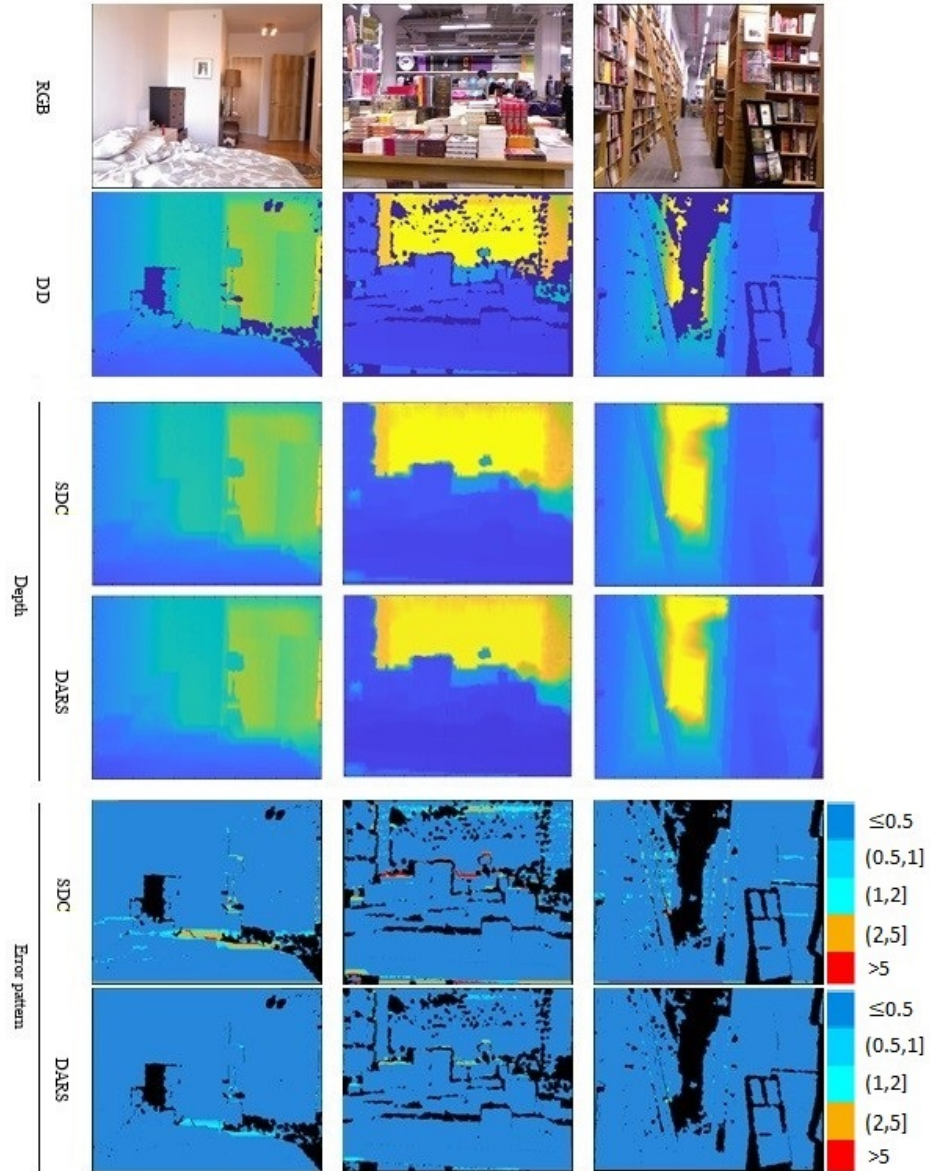 RGB
DD
Depth
SDC
DARS
Error pattern
SDC
≤0.5
(0.5,1]
(1,2]
(2,5]
>5
DARS
≤0.5
(0.5,1]
(1,2]
(2,5]
>5